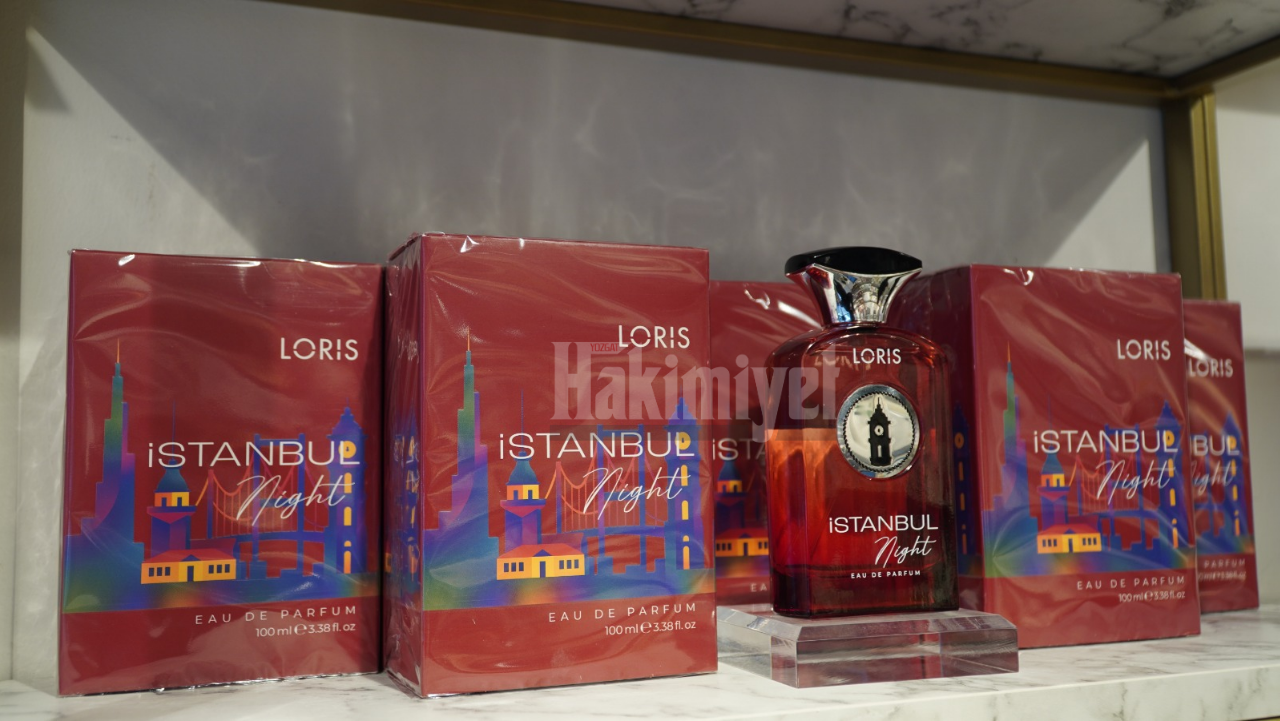 LORIS
iSTANBUL
Night
EAU DE PARFUM
100 ml ℮ 3.38 fl. oz
LORIS
iSTANBUL
Night
EAU DE PARFUM
100 ml ℮ 3.38 fl. oz
YOZGAT
Hakimiyet
LORIS
iSTANBUL
Night
EAU DE PARFUM
LORIS
iSTANBUL
Night
EAU DE PARFUM
100 ml ℮ 3.38 fl. oz
LORIS
Night